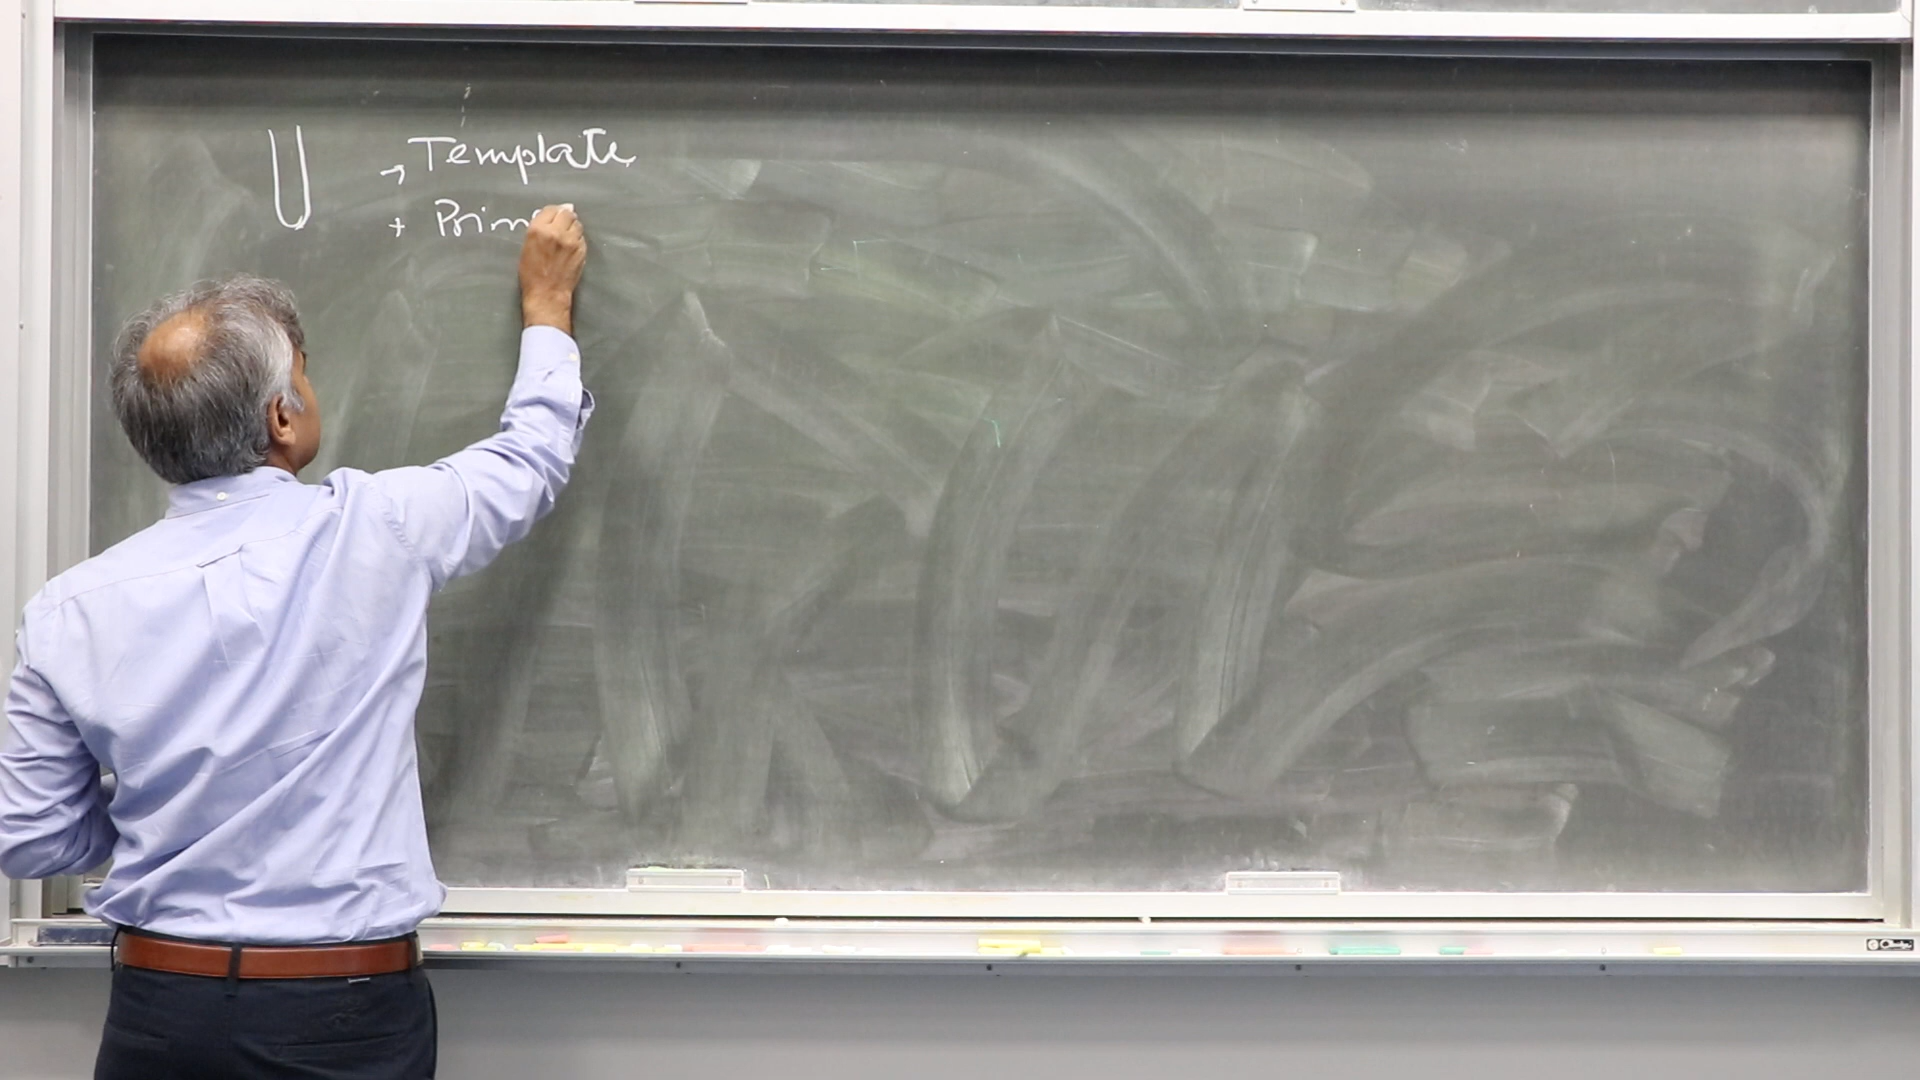 → Template
+ Prim